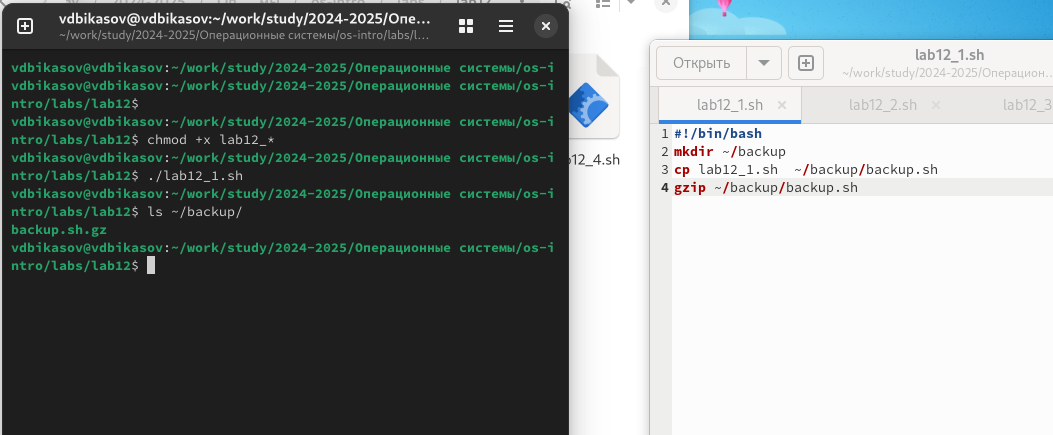 vdbikasov@vdbikasov:~/work/study/2024-2025/Опе...
~/work/study/2024-2025/Операционные системы/os-intro/labs/l...
vdbikasov@vdbikasov:~/work/study/2024-2025/Операционные системы/os-i
vdbikasov@vdbikasov:~/work/study/2024-2025/Операционные системы/os-i
ntro/labs/lab12$
vdbikasov@vdbikasov:~/work/study/2024-2025/Операционные системы/os-i
ntro/labs/lab12$ chmod +x lab12_*
vdbikasov@vdbikasov:~/work/study/2024-2025/Операционные системы/os-i
ntro/labs/lab12$ ./lab12_1.sh
vdbikasov@vdbikasov:~/work/study/2024-2025/Операционные системы/os-i
ntro/labs/lab12$ ls ~/backup/
backup.sh.gz
vdbikasov@vdbikasov:~/work/study/2024-2025/Операционные системы/os-i
ntro/labs/lab12$
12_4.sh
Открыть
lab12_1.sh
~/work/study/2024-2025/Операцион...
lab12_1.sh
lab12_2.sh
lab12_3
1 #!/bin/bash
2 mkdir ~/backup
3 cp lab12_1.sh  ~/backup/backup.sh
4 gzip ~/backup/backup.sh